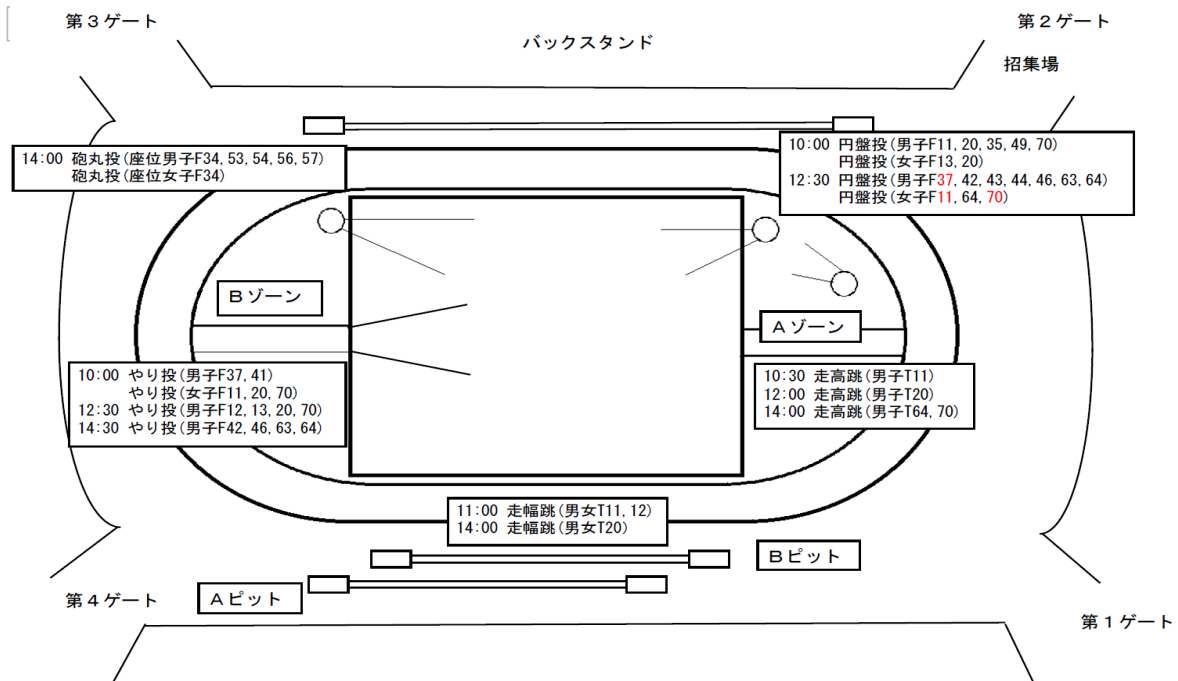 第３ゲート
第２ゲート
バックスタンド
招集場
14:00 砲丸投(座位男子F34, 53, 54, 56, 57)
砲丸投(座位女子F34)
10:00 円盤投(男子F11, 20, 35, 49, 70)
円盤投(女子F13, 20)
12:30 円盤投(男子F37, 42, 43, 44, 46, 63, 64)
円盤投(女子F11, 64, 70)
Ｂゾーン
Ａゾーン
10:00 やり投(男子F37, 41)
やり投(女子F11, 20, 70)
12:30 やり投(男子F12, 13, 20, 70)
14:30 やり投(男子F42, 46, 63, 64)
10:30 走高跳(男子T11)
12:00 走高跳(男子T20)
14:00 走高跳(男子T64, 70)
11:00 走幅跳(男女T11, 12)
14:00 走幅跳(男女T20)
Ｂピット
Ａピット
第４ゲート
第１ゲート